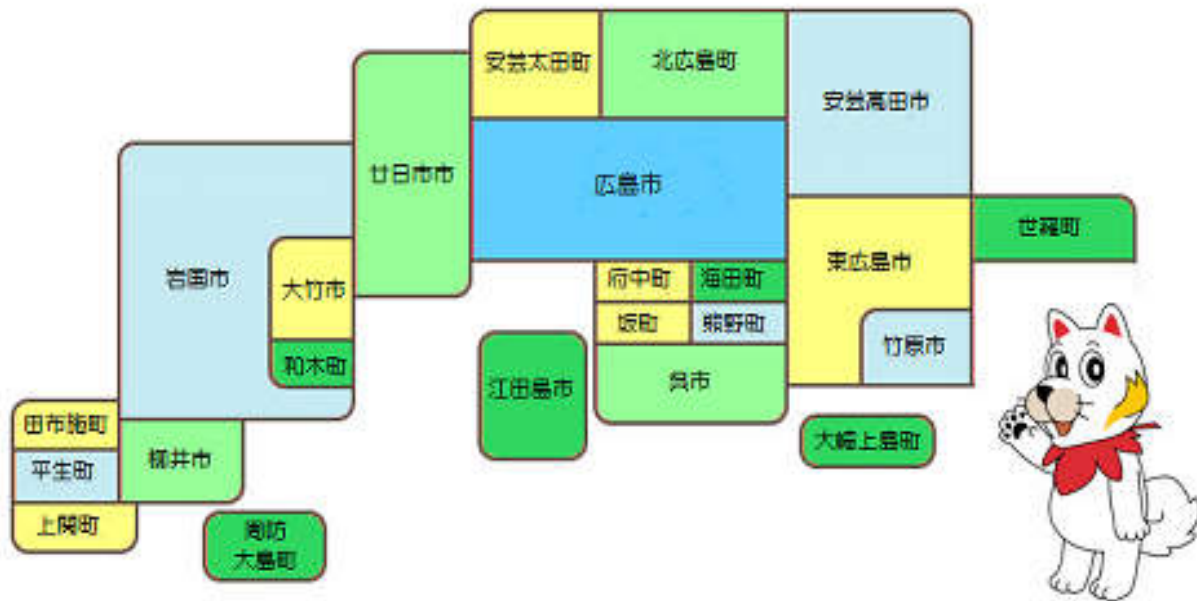 安芸太田町
北広島町
安芸高田市
廿日市市
広島市
世羅町
岩国市
大竹市
府中町
海田町
東広島市
坂町
熊野町
竹原市
和木町
江田島市
呉市
田布施町
柳井市
大崎上島町
平生町
上関町
周防
大島町